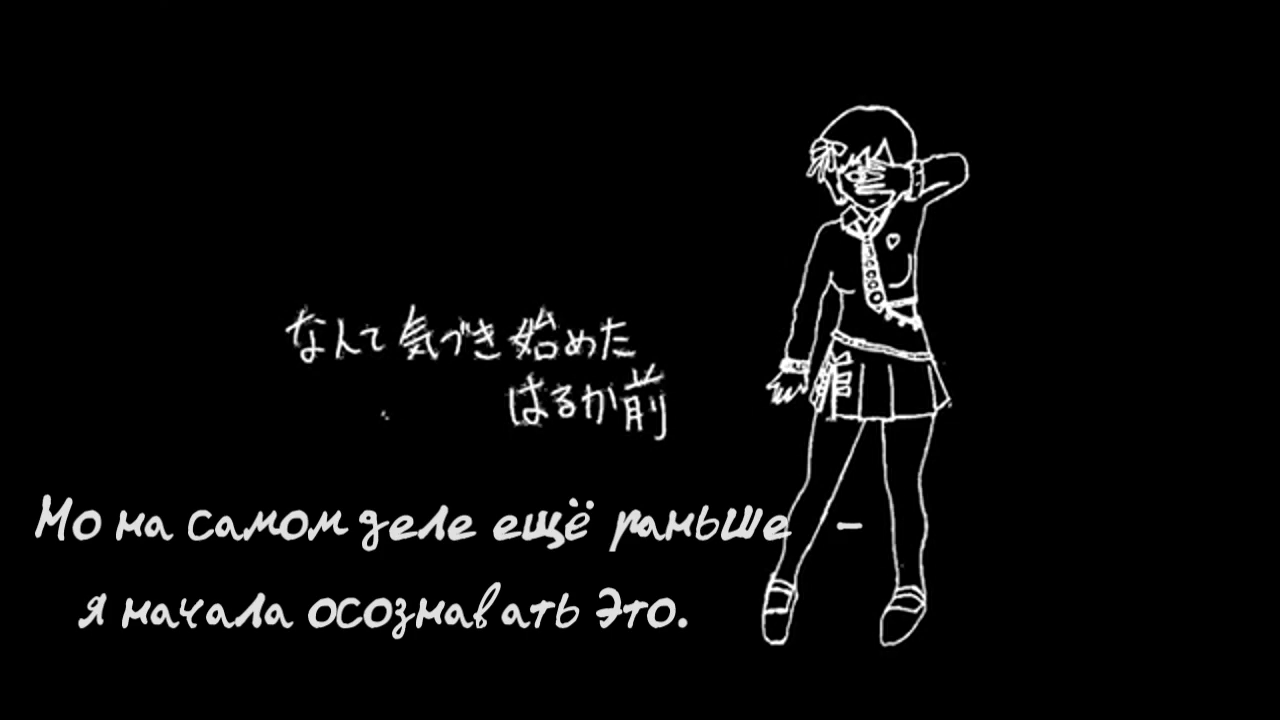 なんて気づき始めた
はるか前
Но на самом деле ещё раньше –
я начала осознавать это.